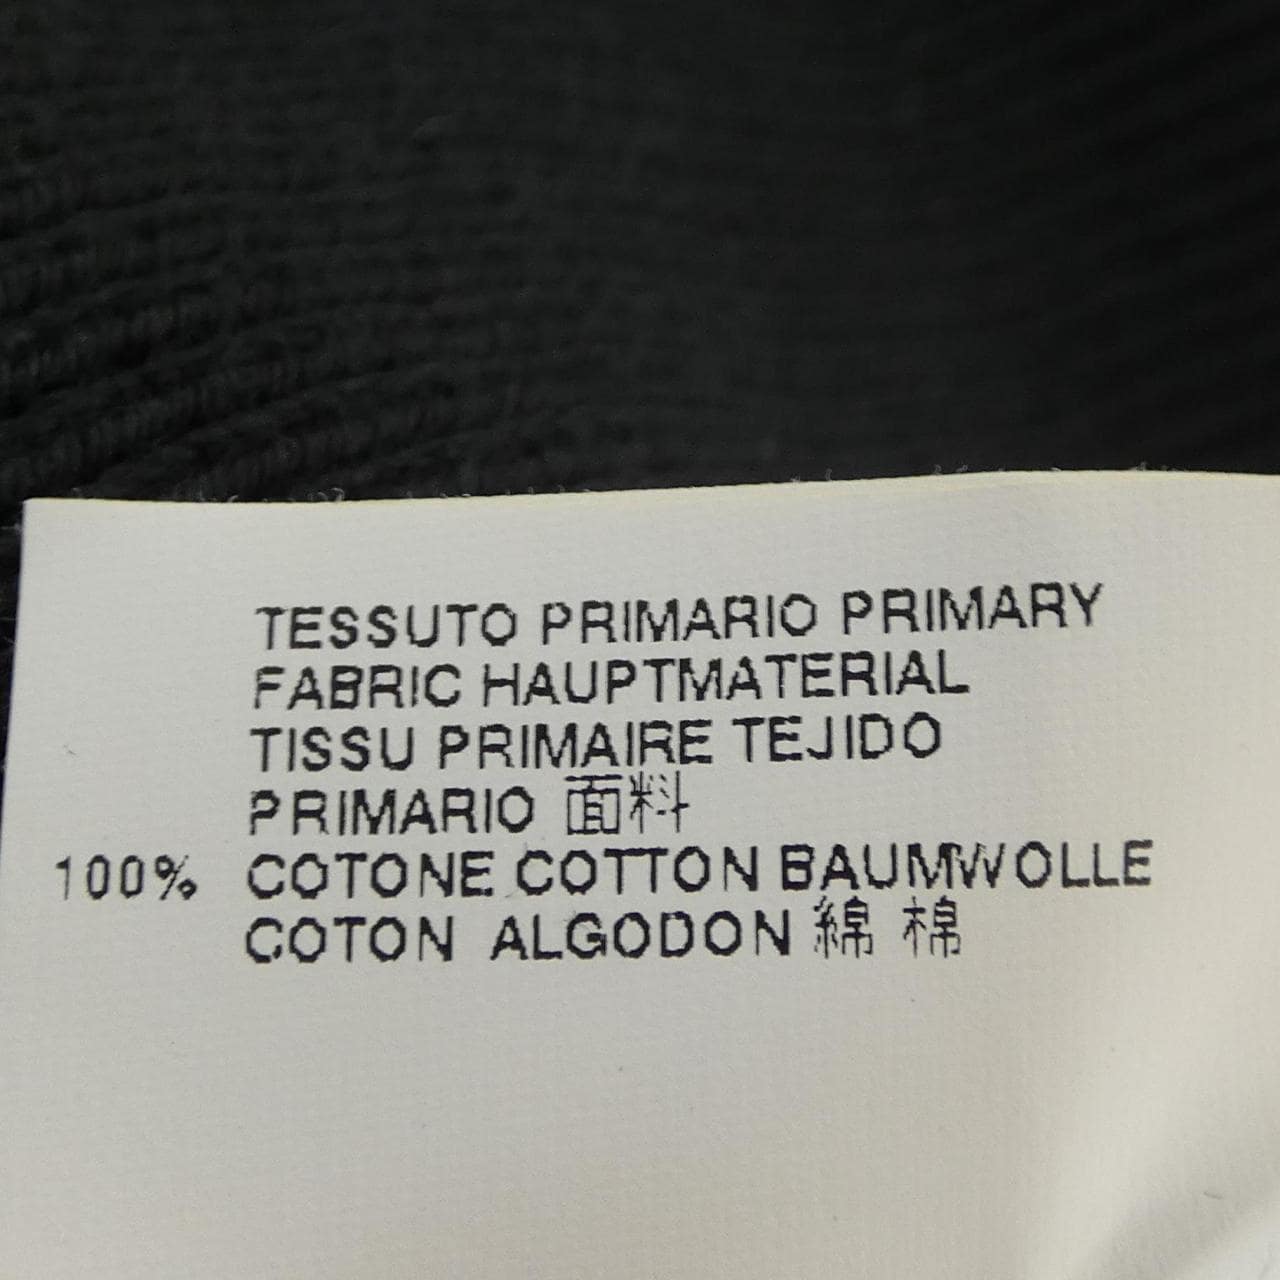 TESSUTO PRIMARIO PRIMARY
FABRIC HAUPTMATERIAL
TISSU PRIMAIRE TEJIDO
PRIMARIO 面料
100% COTONE COTTON BAUMWOLLE
COTON ALGODON 綿 棉